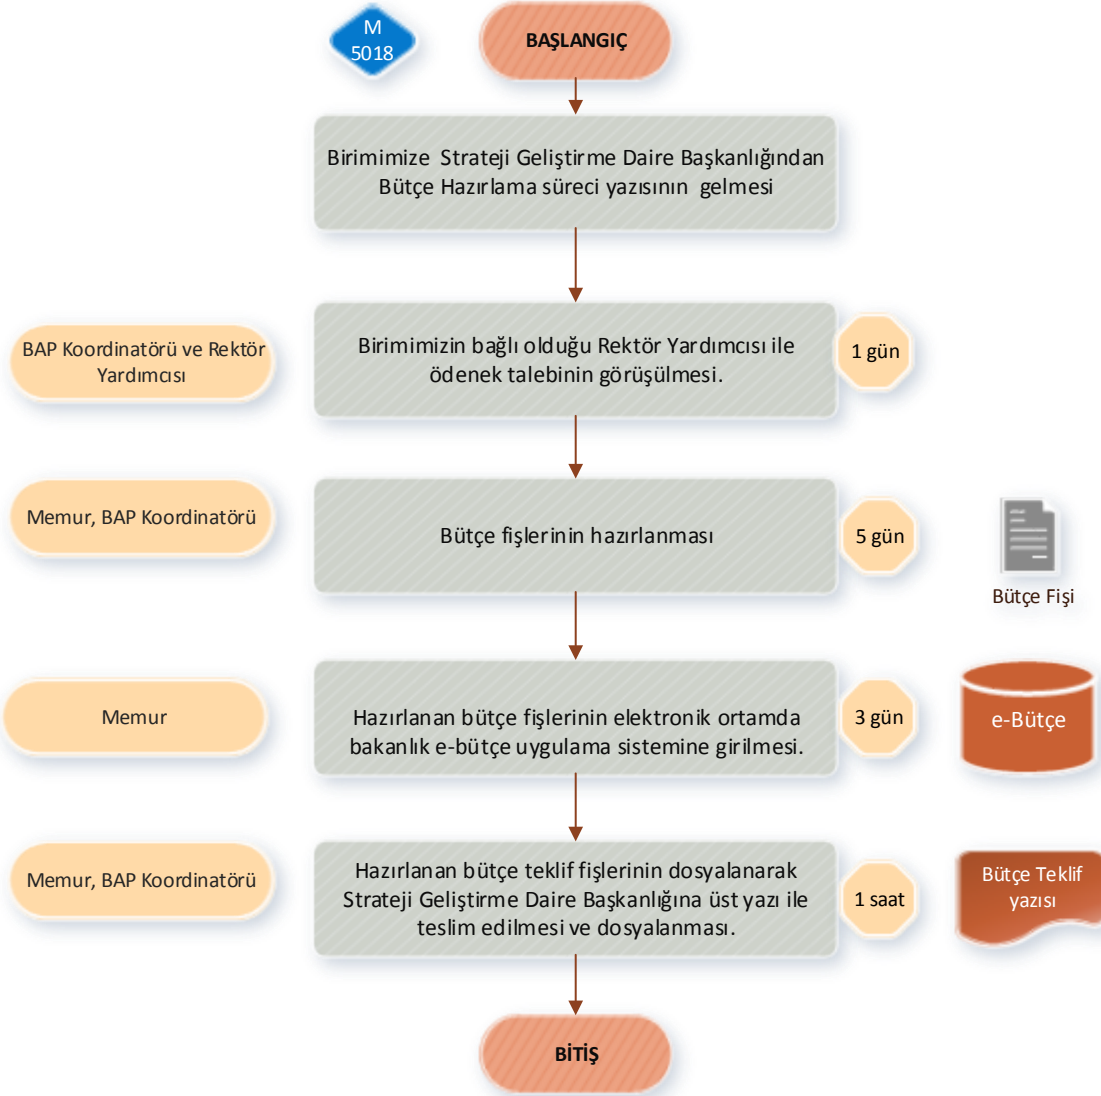 M
5018
BAŞLANGIÇ
Birimimize Strateji Geliştirme Daire Başkanlığından
Bütçe Hazırlama süreci yazısının gelmesi
BAP Koordinatörü ve Rektör
Yardımcısı
Birimimizin bağlı olduğu Rektör Yardımcısı ile
ödenek talebinin görüşülmesi.
1 gün
Memur, BAP Koordinatörü
Bütçe fişlerinin hazırlanması
5 gün
Bütçe Fişi
Memur
Hazırlanan bütçe fişlerinin elektronik ortamda
bakanlık e-bütçe uygulama sistemine girilmesi.
3 gün
e-Bütçe
Memur, BAP Koordinatörü
Hazırlanan bütçe teklif fişlerinin dosyalanarak
Strateji Geliştirme Daire Başkanlığına üst yazı ile
teslim edilmesi ve dosyalanması.
1 saat
Bütçe Teklif
yazısı
BİTİŞ